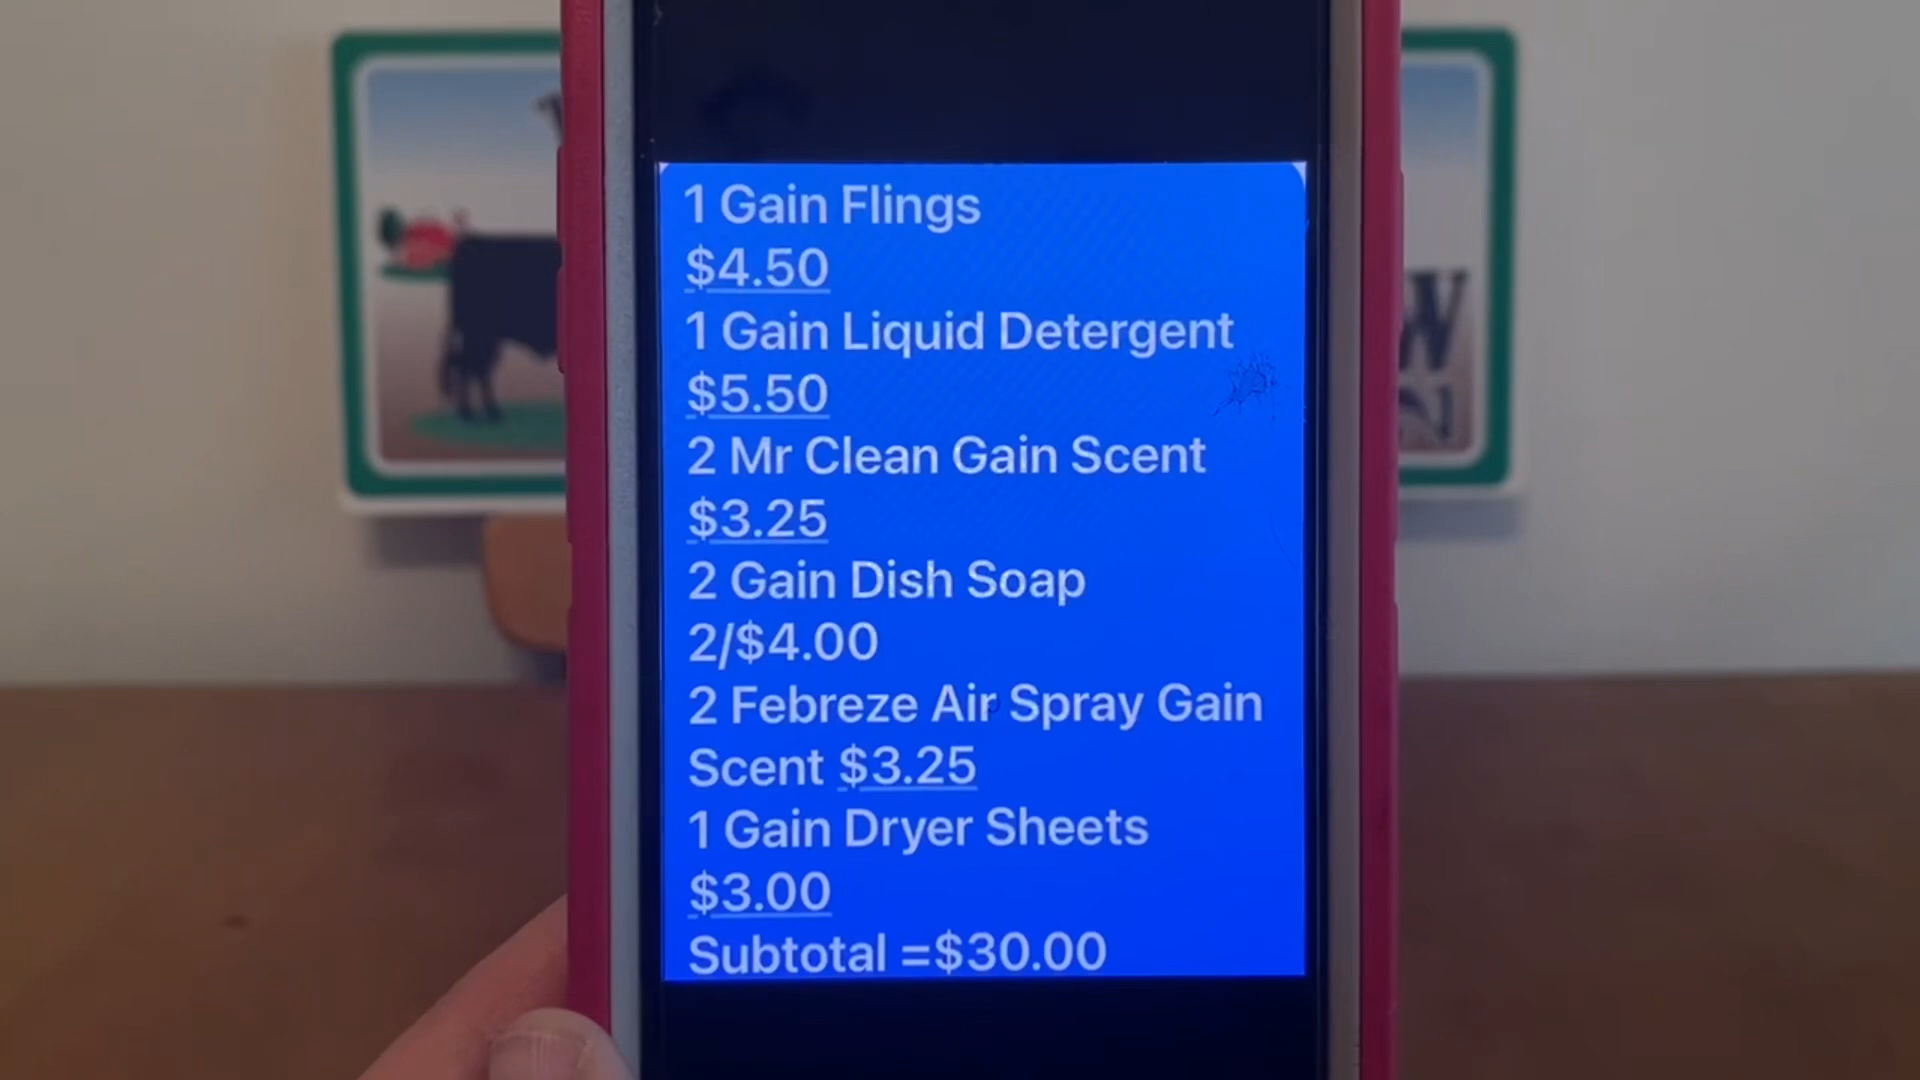 1 Gain Flings
$4.50
1 Gain Liquid Detergent
$5.50
2 Mr Clean Gain Scent
$3.25
2 Gain Dish Soap
2/$4.00
2 Febreze Air Spray Gain
Scent $3.25
1 Gain Dryer Sheets
$3.00
Subtotal =$30.00